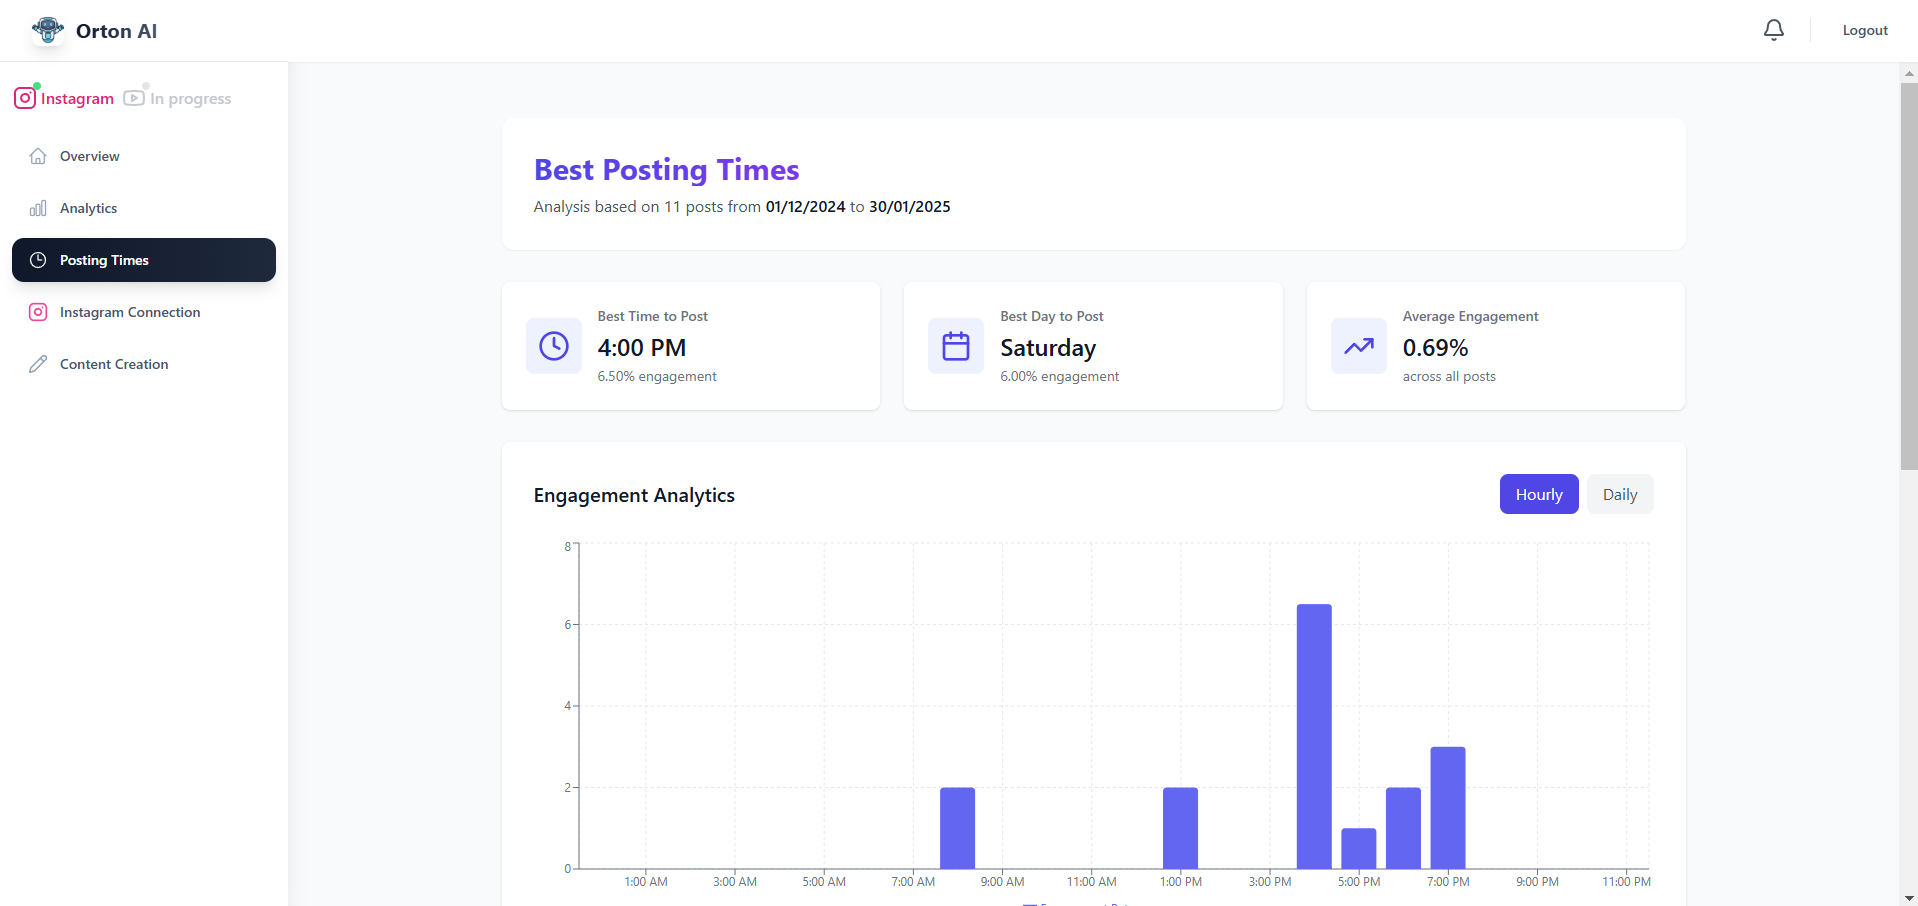 Orton AI
Logout
Instagram
In progress
Overview
Analytics
Posting Times
Instagram Connection
Content Creation
Best Posting Times
Analysis based on 11 posts from 01/12/2024 to 30/01/2025
Best Time to Post
4:00 PM
6.50% engagement
Best Day to Post
Saturday
6.00% engagement
Average Engagement
0.69%
across all posts
Engagement Analytics
Hourly
Daily
8
6
4
2
0
1:00 AM
3:00 AM
5:00 AM
7:00 AM
9:00 AM
11:00 AM
1:00 PM
3:00 PM
5:00 PM
7:00 PM
9:00 PM
11:00 PM